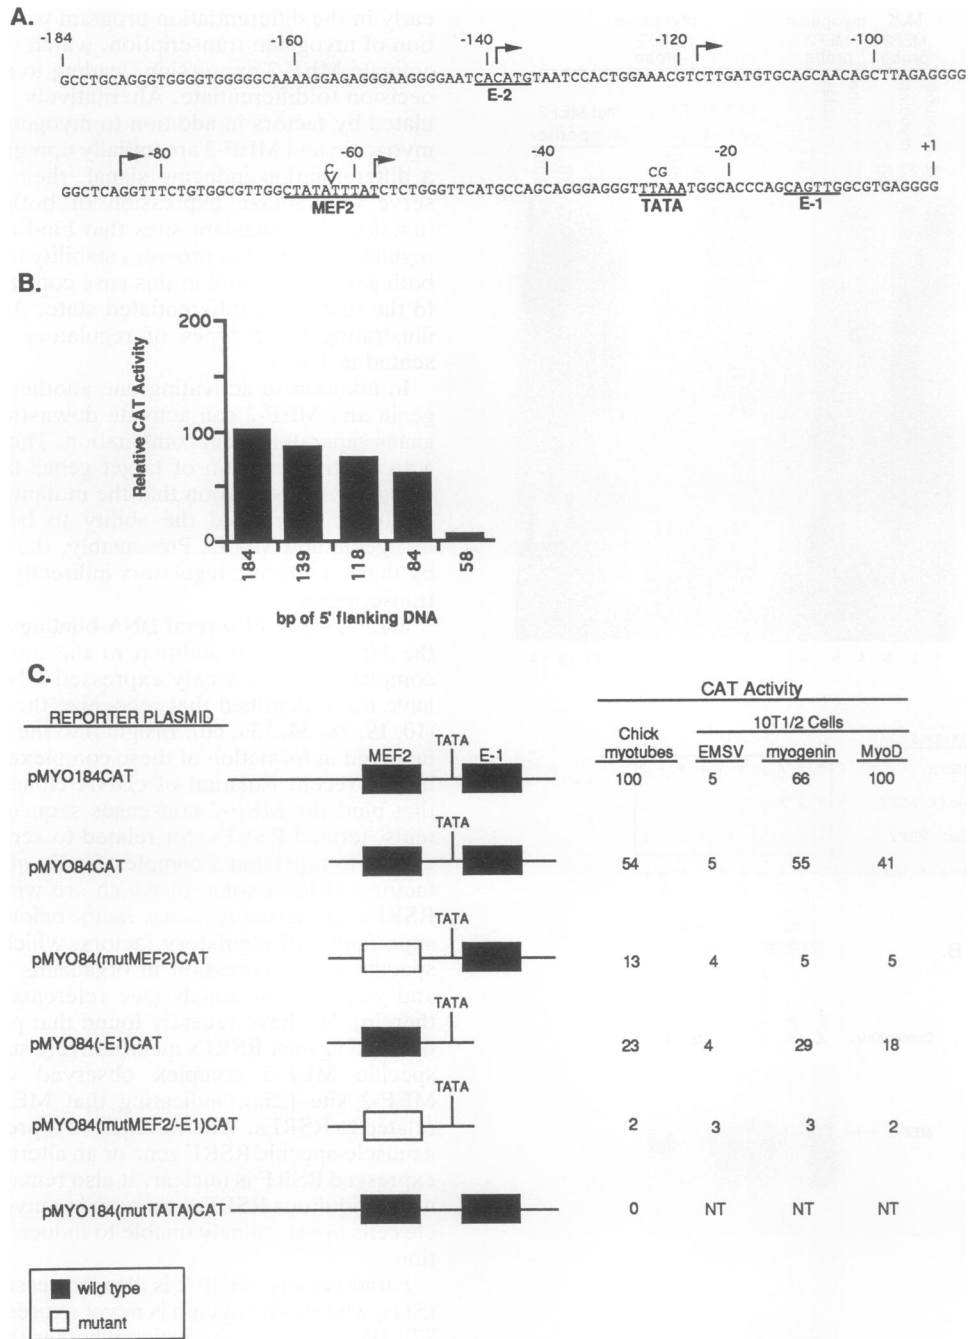 A.
-184 -160 -140 -120 -100
GCCTGCAGGGTGGGGTGGGGGCAAAAGGAGAGGGAAGGGGAATCACATGTAATCCACTGGAAACGTCTTGATGTGCAGCAACAGCTTAGAGGGG
E-2
-80 -60 -40 CG -20 +1
GGCTCAGGTTTCTGTGGCGTTGGCTATATTTATCTCTGGGTTCATGCCAGCAGGGAGGGTTTAAATGGCACCCAGCAGTTGGCGTGAGGGG
MEF2 TATA E-1
B.
200
100
0
Relative CAT Activity
184 133 118 84 58
bp of 5' flanking DNA
C.
CAT Activity
REPORTER PLASMID
Chick myotubes 10T1/2 Cells
EMSV myogenin MyoD
MEF2 TATA E-1
pMYO184CAT 100 5 66 100
TATA
pMYO84CAT 54 5 55 41
TATA
pMYO84(mutMEF2)CAT 13 4 5 5
TATA
pMYO84(-E1)CAT 23 4 29 18
TATA
pMYO84(mutMEF2/-E1)CAT 2 3 3 2
pMYO184(mutTATA)CAT 0 NT NT NT
wild type
mutant